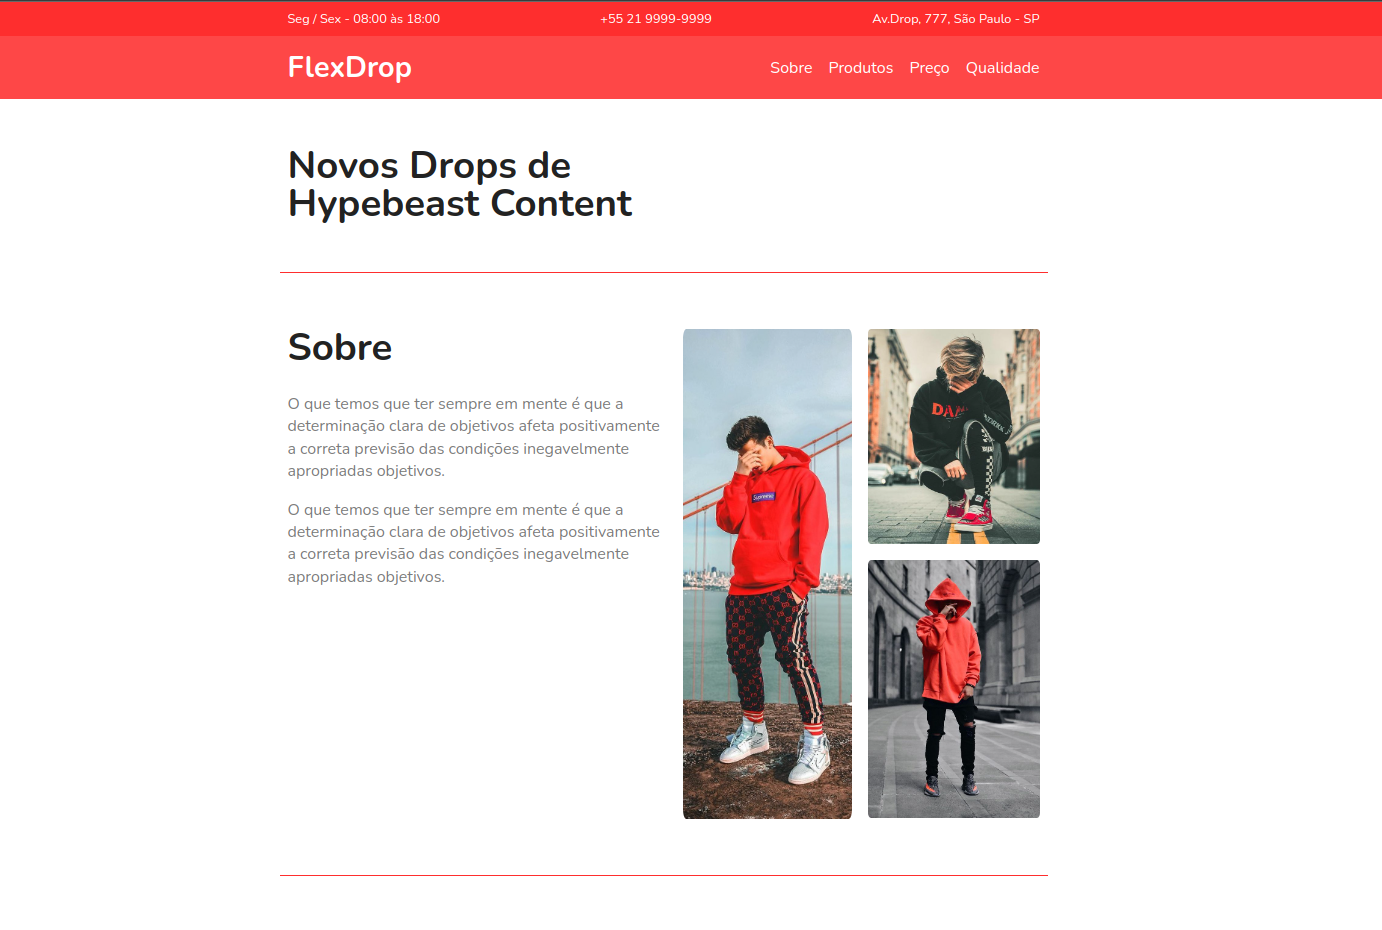 Seg / Sex - 08:00 às 18:00
+55 21 9999-9999
Av.Drop, 777, São Paulo - SP
FlexDrop
Sobre
Produtos
Preço
Qualidade
Novos Drops de
Hypebeast Content
Sobre
O que temos que ter sempre em mente é que a
determinação clara de objetivos afeta positivamente
a correta previsão das condições inegavelmente
apropriadas objetivos.
O que temos que ter sempre em mente é que a
determinação clara de objetivos afeta positivamente
a correta previsão das condições inegavelmente
apropriadas objetivos.
Supreme